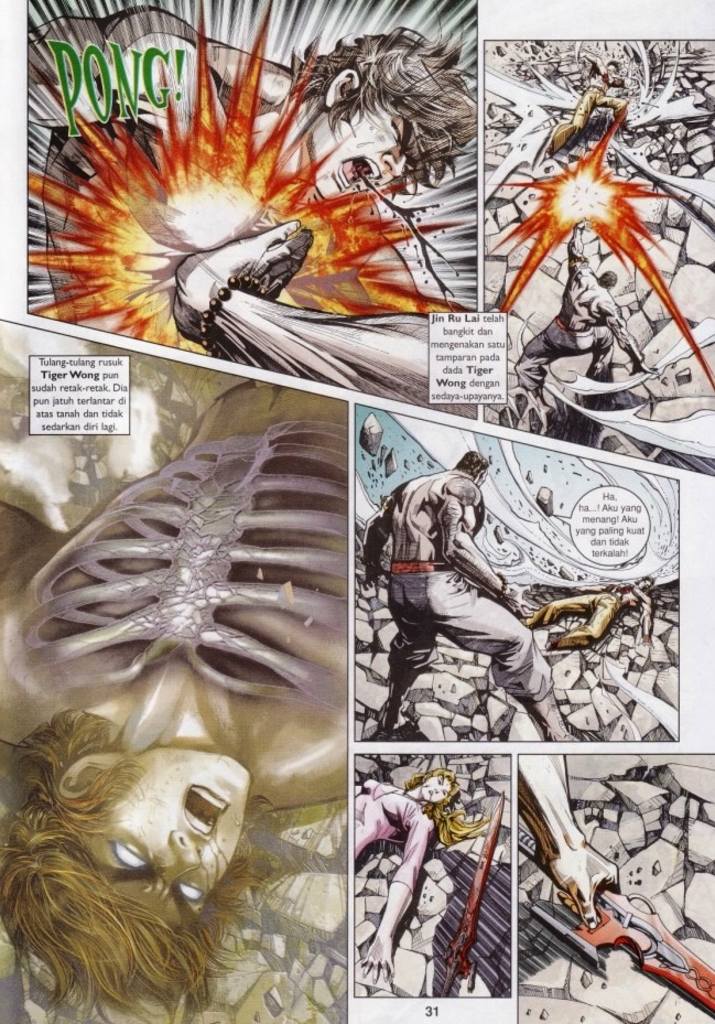 PONG!
Jin Ru Lai telah
bangkit dan
mengenakan satu
tamparan pada
dada Tiger
Wong dengan
sedaya-upayanya.
Tulang-tulang rusuk
Tiger Wong pun
sudah retak-retak. Dia
pun jatuh terlantar di
atas tanah dan tidak
sedarkan diri lagi.
Ha,
ha...! Aku yang
menang! Aku
yang paling kuat
dan tidak
terkalah!
31